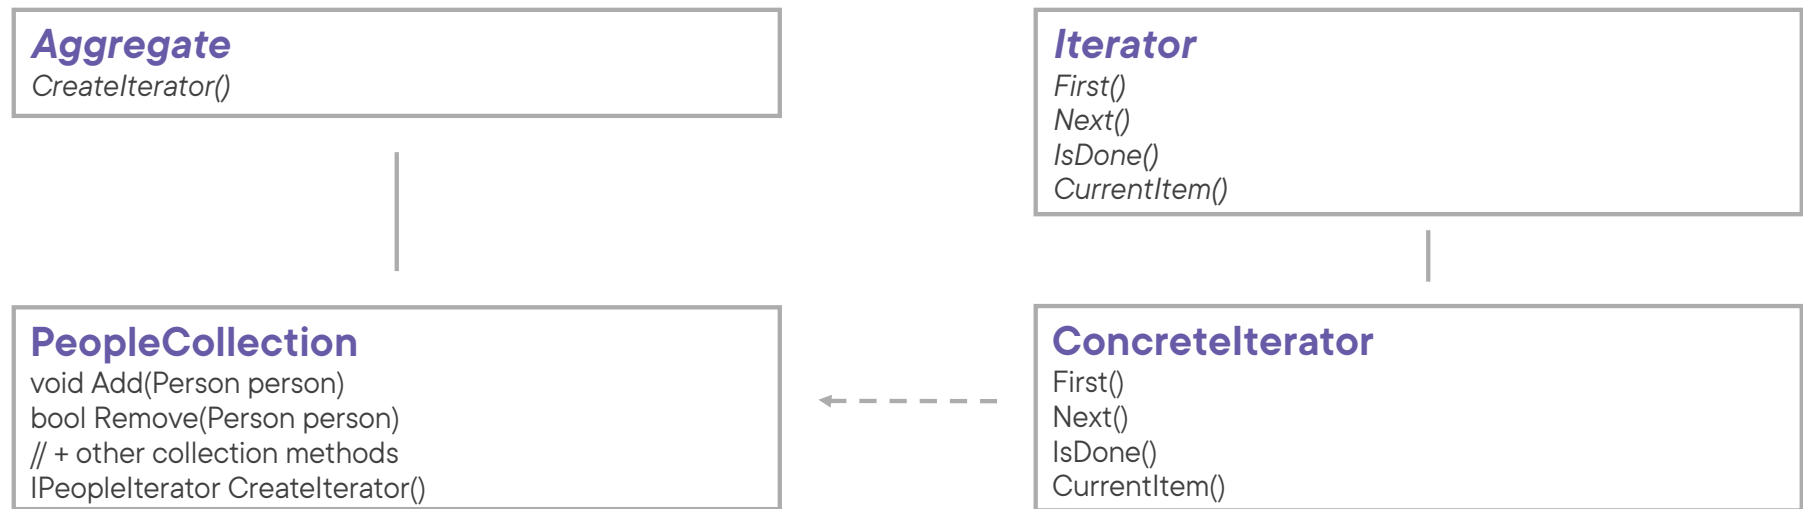 Aggregate
CreateIterator()
Iterator
First()
Next()
IsDone()
CurrentItem()
PeopleCollection
void Add(Person person)
bool Remove(Person person)
// + other collection methods
IPeopleIterator CreateIterator()
ConcreteIterator
First()
Next()
IsDone()
CurrentItem()